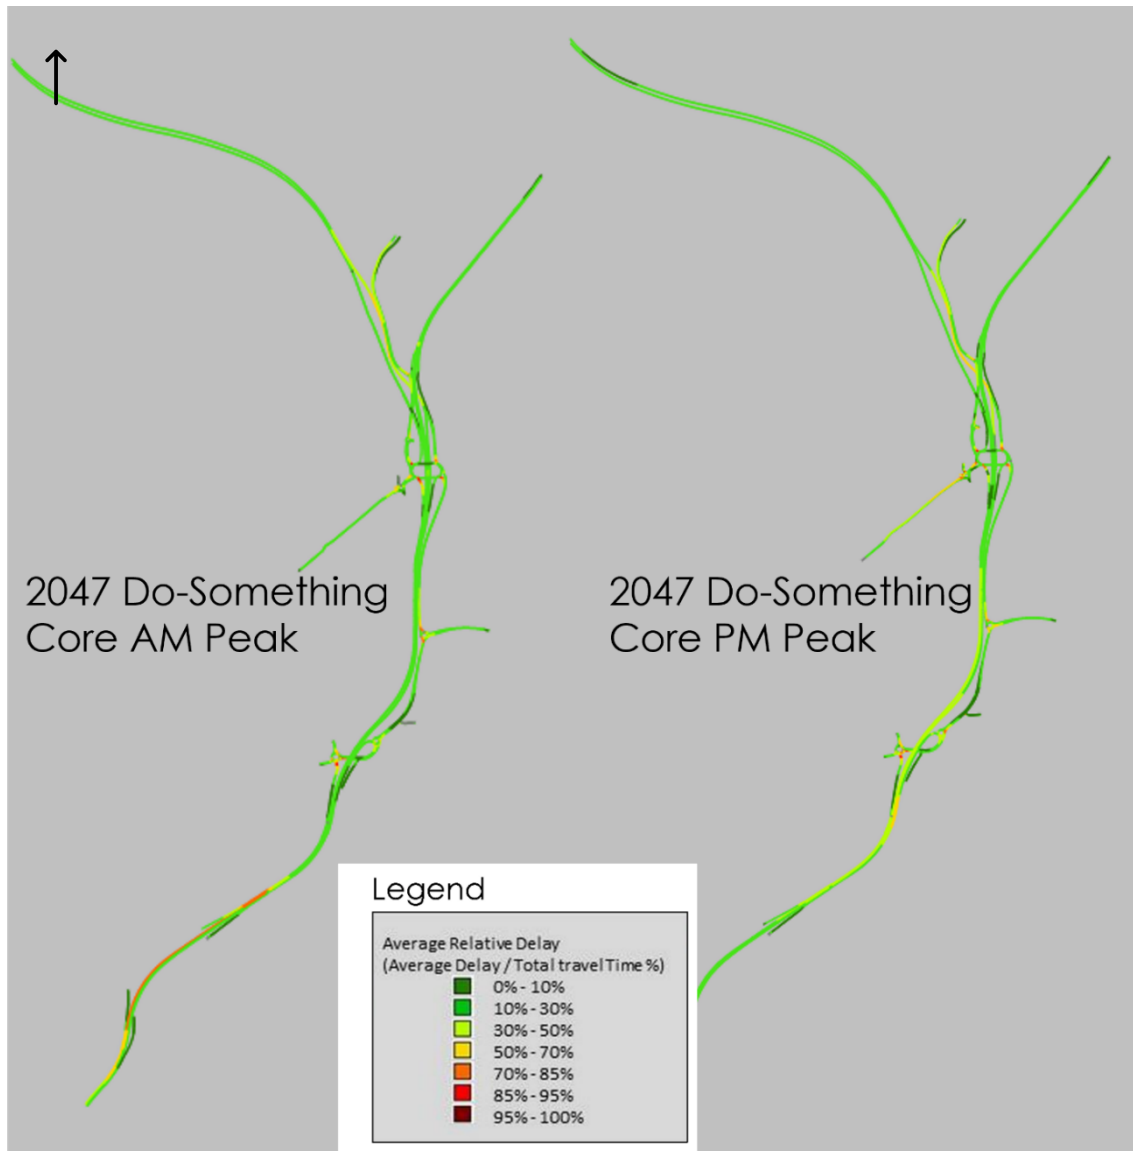 2047 Do-Something
Core AM Peak
2047 Do-Something
Core PM Peak
Legend
Average Relative Delay
(Average Delay / Total travel Time %)
0% - 10%
10% - 30%
30% - 50%
50% - 70%
70% - 85%
85% - 95%
95% - 100%